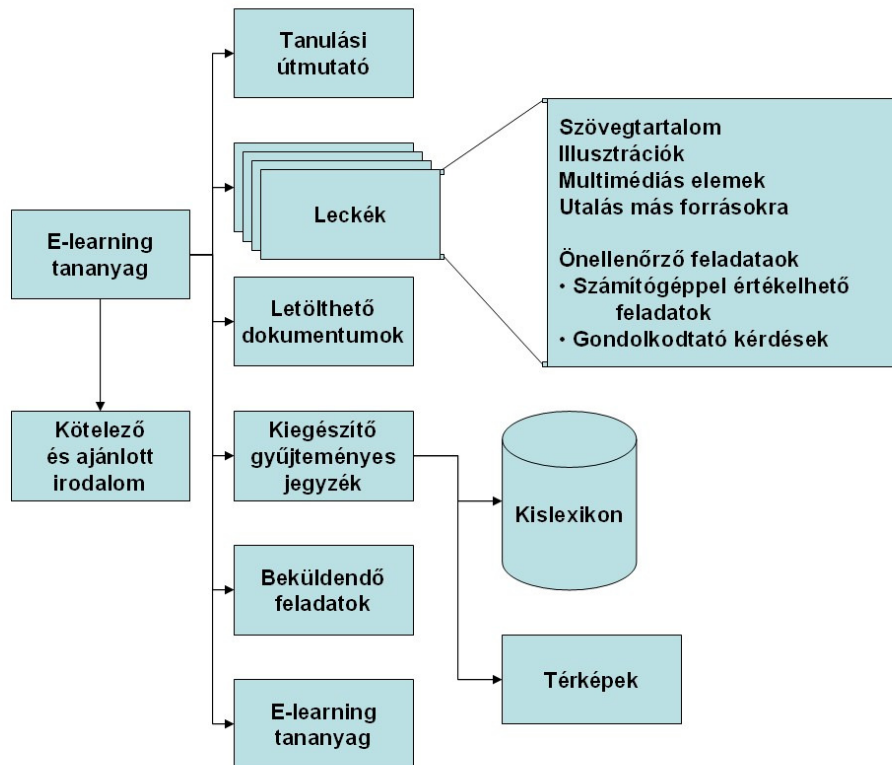 Tanulási
útmutató
Leckék
Szövegtartalom
Illusztrációk
Multimédiás elemek
Utalás más forrásokra
Önellenőrző feladataok
• Számítógéppel értékelhető
feladatok
• Gondolkodtató kérdések
E-learning
tananyag
Letölthető
dokumentumok
Kötelező
és ajánlott
irodalom
Kiegészítő
gyűjteményes
jegyzék
Kislexikon
Beküldendő
feladatok
Térképek
E-learning
tananyag